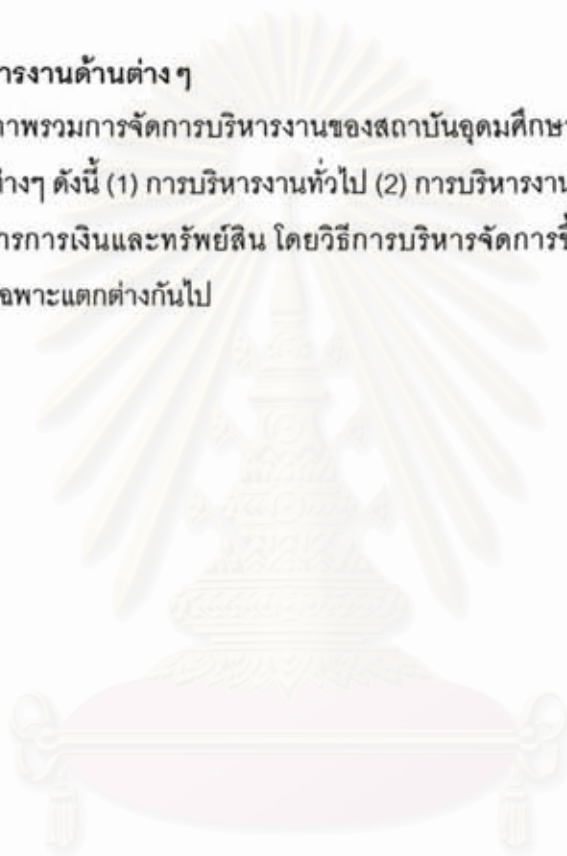 ารงานด้านต่าง ๆ
าพรวมการจัดการบริหารงานของสถาบันอุดมศึกษา
่างๆ ดังนี้ (1) การบริหารงานทั่วไป (2) การบริหารงาน
ารการเงินและทรัพย์สิน โดยวิธีการบริหารจัดการขึ้
ฉพาะแตกต่างกันไป